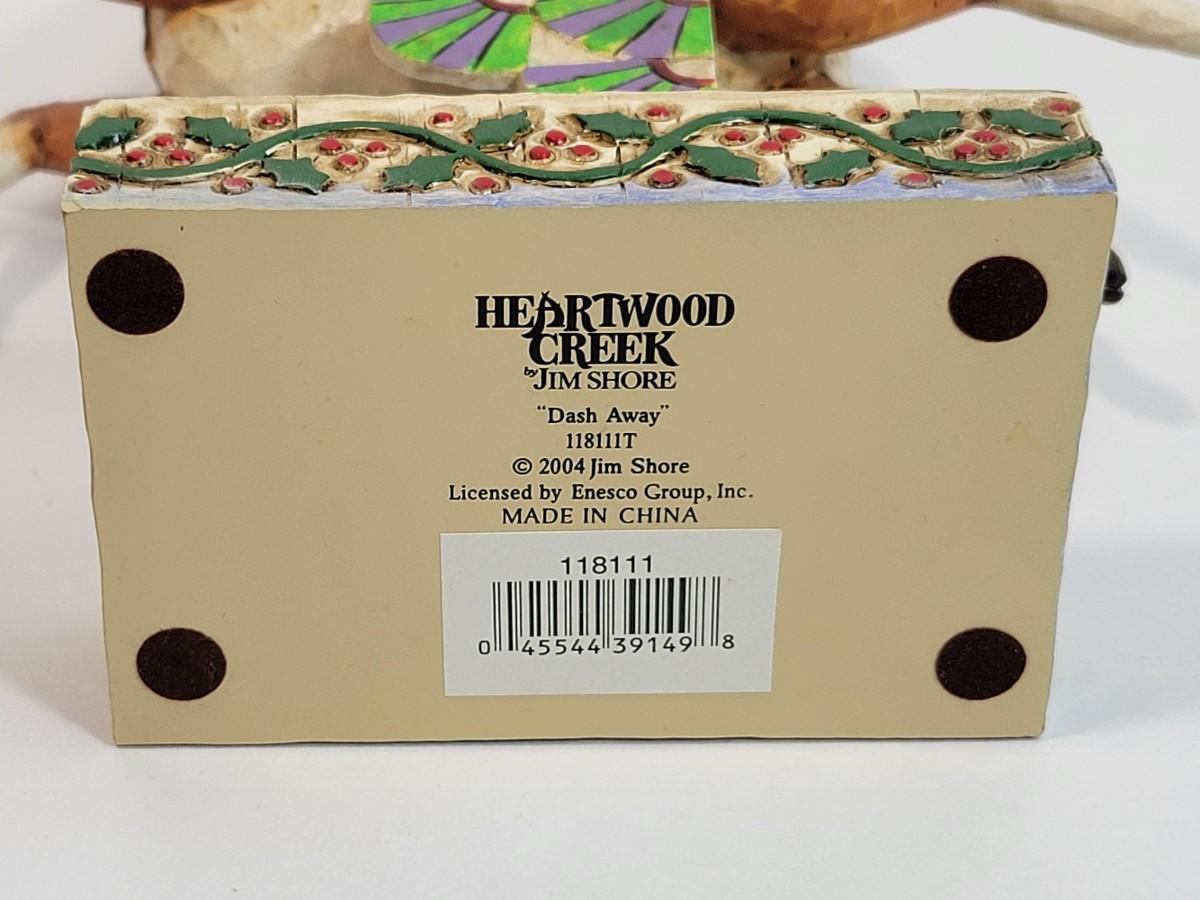 HEARTWOOD
CREEK
by JIM SHORE
“Dash Away”
118111T
© 2004 Jim Shore
Licensed by Enesco Group, Inc.
MADE IN CHINA
118111
0 45544 39149 8